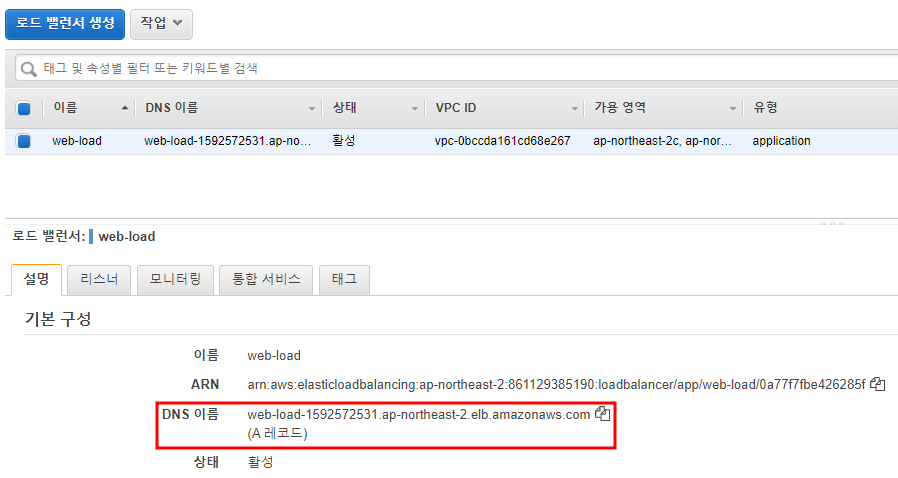 로드 밸런서 생성 작업
태그 및 속성별 필터 또는 키워드별 검색
이름 DNS 이름 상태 VPC ID 가용 영역 유형
web-load web-load-1592572531.ap-no... 활성 vpc-0bccda161cd68e267 ap-northeast-2c, ap-nor... application
로드 밸런서: web-load
설명 리스너 모니터링 통합 서비스 태그
기본 구성
이름 web-load
ARN arn:aws:elasticloadbalancing:ap-northeast-2:861129385190:loadbalancer/app/web-load/0a77f7fbe426285f
DNS 이름 web-load-1592572531.ap-northeast-2.elb.amazonaws.com
(A 레코드)
상태 활성